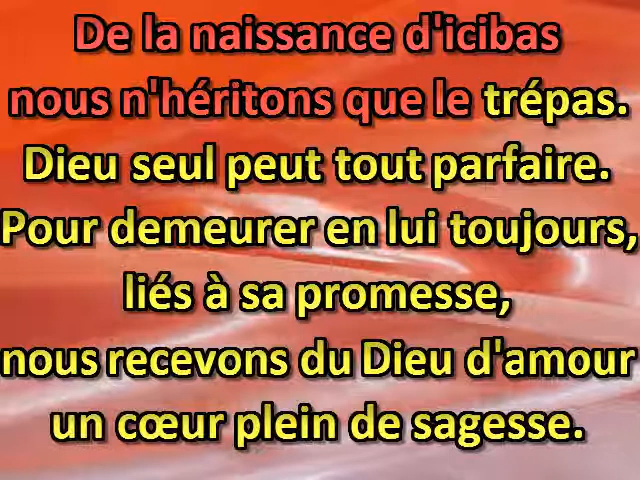 De la naissance d'icibas
nous n'héritons que le trépas.
Dieu seul peut tout parfaire.
Pour demeurer en lui toujours,
liés à sa promesse,
nous recevons du Dieu d'amour
un cœur plein de sagesse.